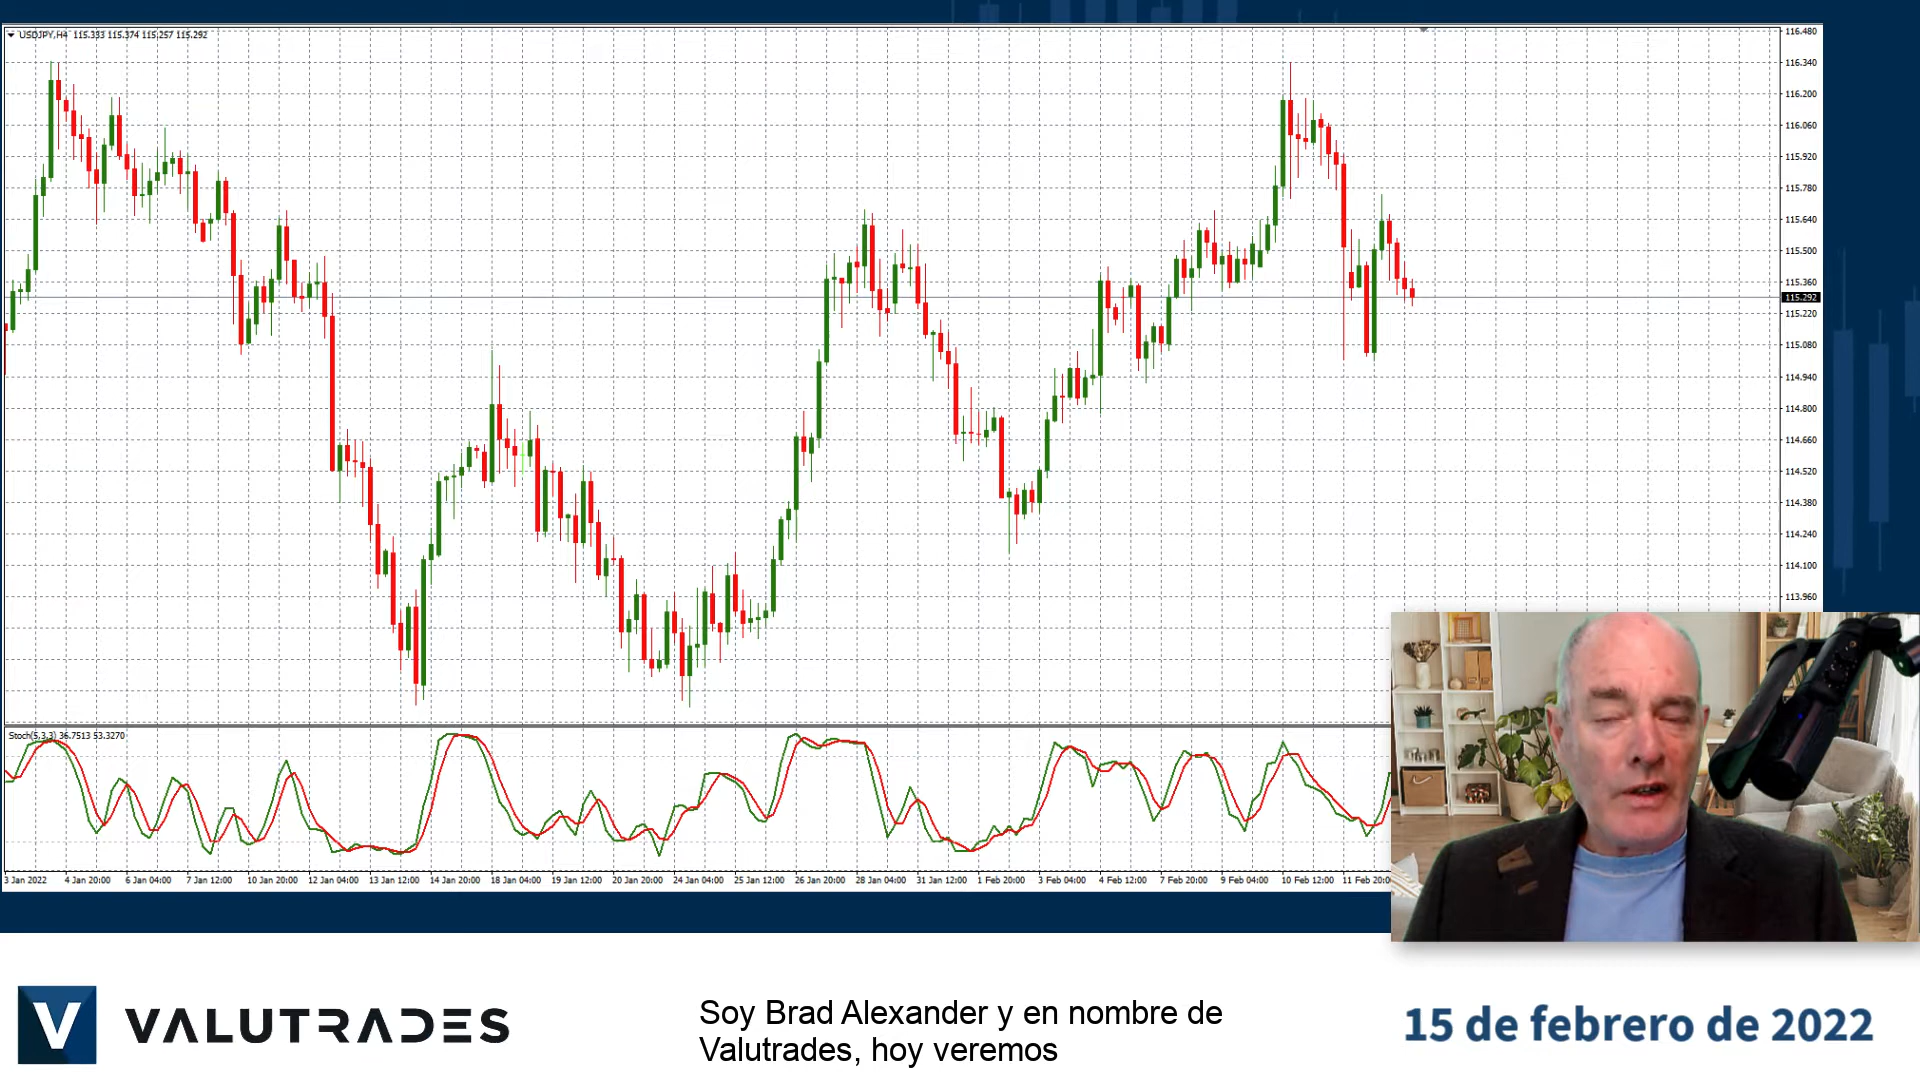 USDJPY,H4 115.333 115.374 115.257 115.292
116.480
116.340
116.200
116.060
115.920
115.780
115.640
115.500
115.360
115.292
115.220
115.080
114.940
114.800
114.660
114.520
114.380
114.240
114.100
113.960
Stoch(5,3,3) 36.7513 53.3270
3 Jan 2022 4 Jan 20:00 6 Jan 04:00 7 Jan 12:00 10 Jan 20:00 12 Jan 04:00 13 Jan 12:00 14 Jan 20:00 18 Jan 04:00 19 Jan 12:00 20 Jan 20:00 24 Jan 04:00 25 Jan 12:00 26 Jan 20:00 28 Jan 04:00 31 Jan 12:00 1 Feb 20:00 3 Feb 04:00 4 Feb 12:00 7 Feb 20:00 9 Feb 04:00 10 Feb 12:00 11 Feb 20:00
V VALUTRADES
Soy Brad Alexander y en nombre de
Valutrades, hoy veremos
15 de febrero de 2022